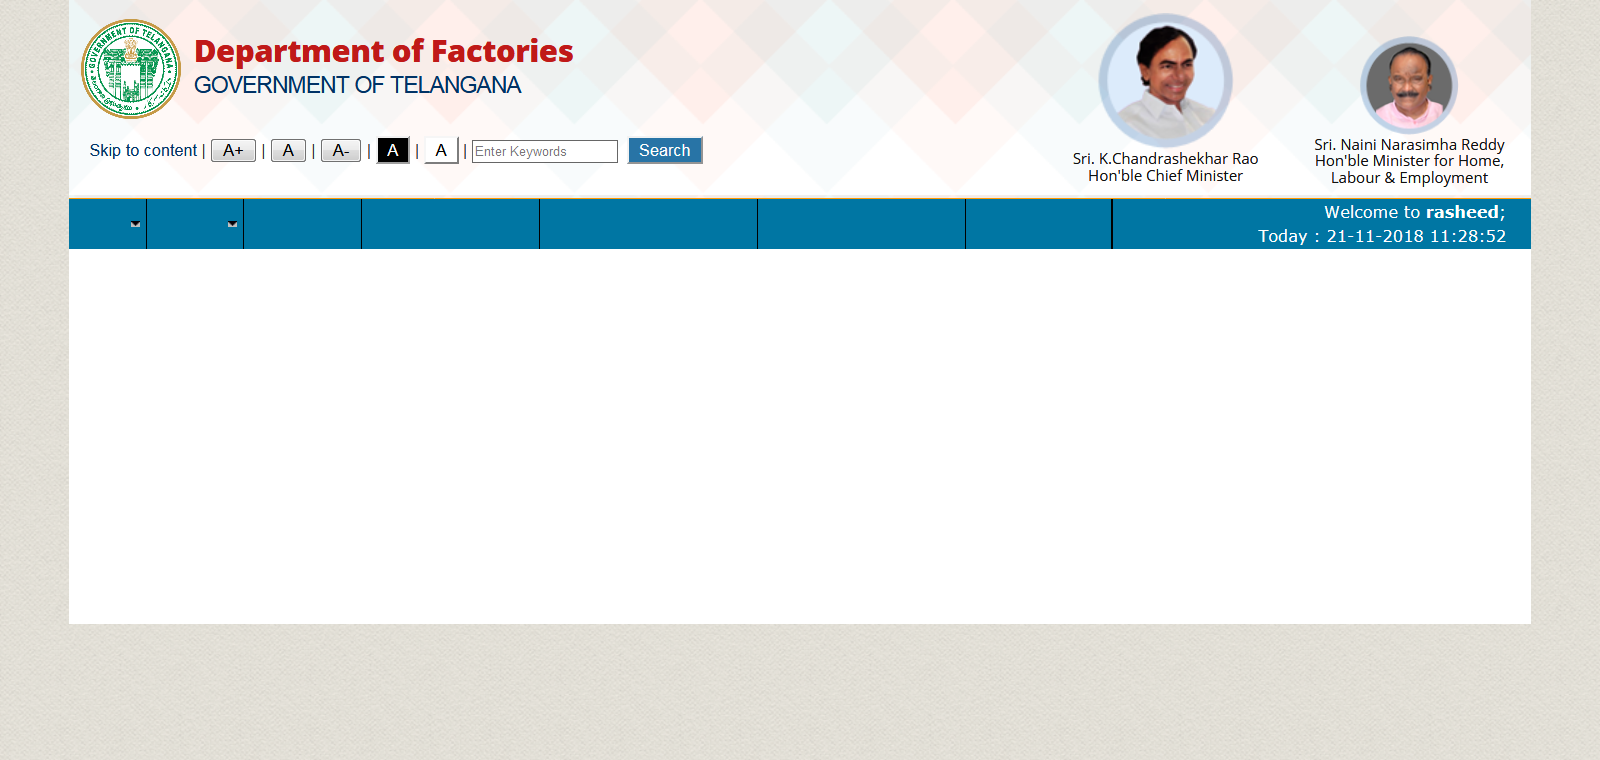 GOVERNMENT OF TELANGANA
Department of Factories
GOVERNMENT OF TELANGANA
Skip to content | A+ | A | A- | A | A | Enter Keywords Search
Sri. K.Chandrashekhar Rao
Hon'ble Chief Minister
Sri. Naini Narasimha Reddy
Hon'ble Minister for Home,
Labour & Employment
Welcome to rasheed;
Today : 21-11-2018 11:28:52